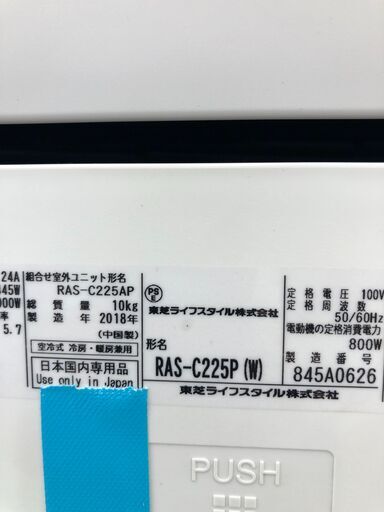 24A
445W
000W
率
5.7
組合せ室外ユニット形名
RAS-C225AP
総質量 10kg
製造年 2018年
(中国製)
空冷式 冷房・暖房兼用
日本国内専用品
Use only in Japan
PS
E
東芝ライフスタイル株式会社
形名
RAS-C225P(W)
東芝ライフスタイル株式会社
定格電圧 100V
定格周波数
50/60Hz
電動機の定格消費電力
800W
製造番号
845A0626
PUSH